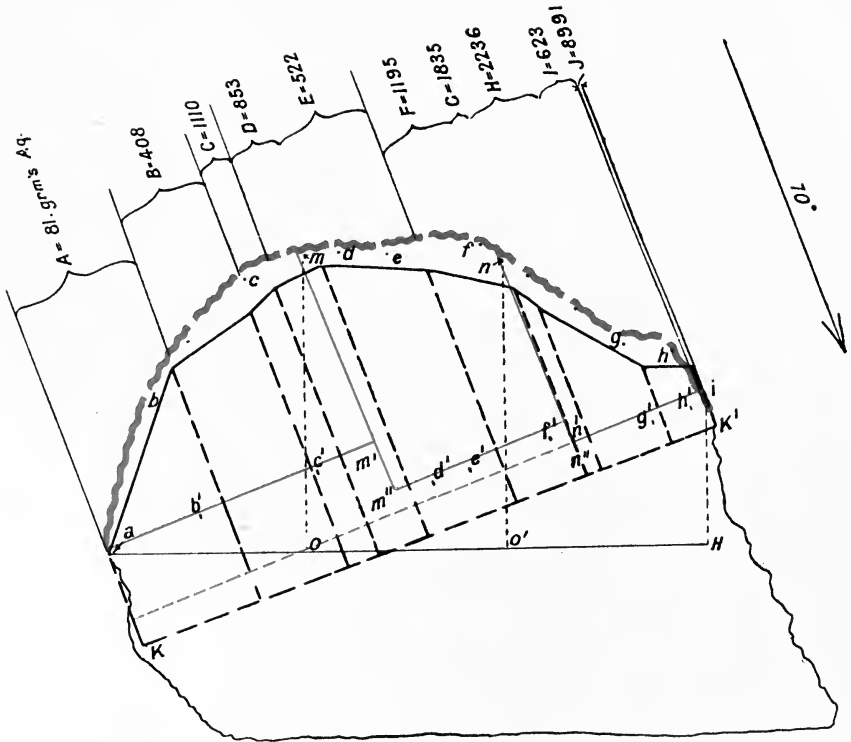 A = 81.grm's Aq.
B=408
C=1110
D=853
E=522
F=1195
C=1835
H=2236
I=623
J=8991
10°
a
b
c
m
d
e
f
n
g
h
i
b'
c'
m'
m"
d'
e'
f'
n'
n"
g'
h'
K'
O
O'
H
K